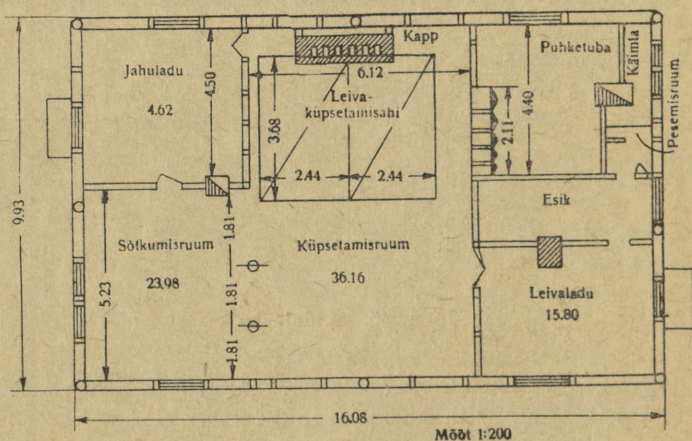 Kapp
Jahuladu
4.62
4.50
6.12
Leiva-
küpsetamisahi
3.68
2.44
2.44
Puhketuba
Käimla
4.40
2.11
Pesemisruum
9.93
Sõtkumisruum
23.98
5.23
1.81
1.81
1.81
Küpsetamisruum
36.16
Esik
Leivaladu
15.80
16.08
Mõõt 1:200